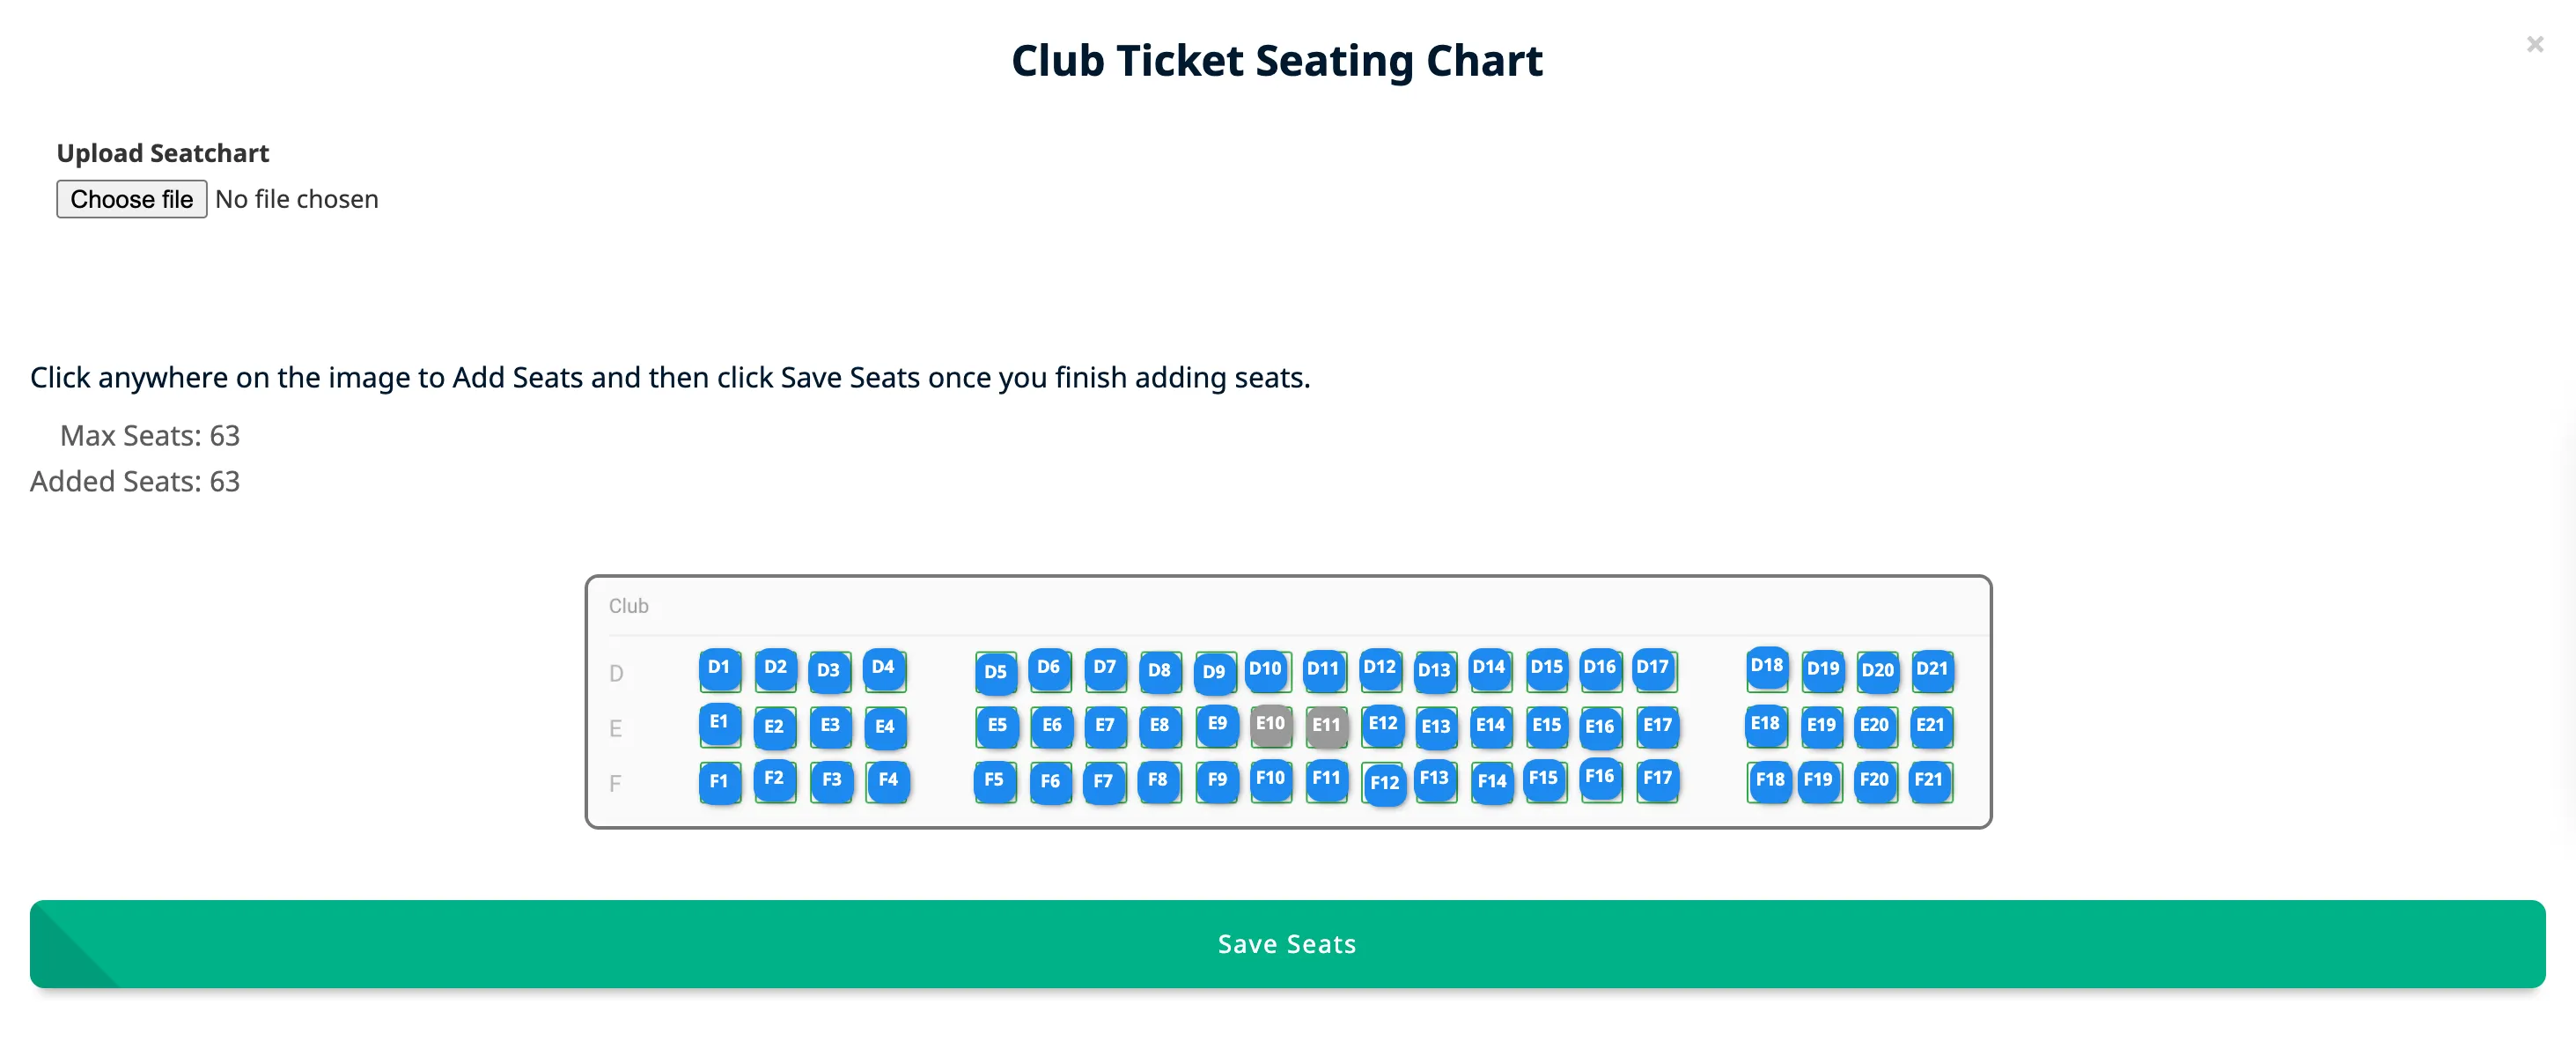 Club Ticket Seating Chart
×
Upload Seatchart
Choose file No file chosen
Click anywhere on the image to Add Seats and then click Save Seats once you finish adding seats.
Max Seats: 63
Added Seats: 63
Club
D D1 D2 D3 D4 D5 D6 D7 D8 D9 D10 D11 D12 D13 D14 D15 D16 D17 D18 D19 D20 D21
E E1 E2 E3 E4 E5 E6 E7 E8 E9 E10 E11 E12 E13 E14 E15 E16 E17 E18 E19 E20 E21
F F1 F2 F3 F4 F5 F6 F7 F8 F9 F10 F11 F12 F13 F14 F15 F16 F17 F18 F19 F20 F21
Save Seats